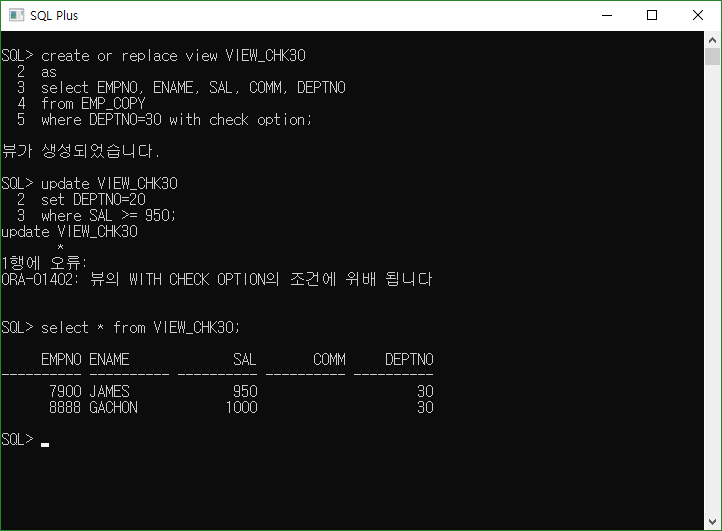 SQL Plus
SQL> create or replace view VIEW_CHK30
  2  as
  3  select EMPNO, ENAME, SAL, COMM, DEPTNO
  4  from EMP_COPY
  5  where DEPTNO=30 with check option;
뷰가 생성되었습니다.
SQL> update VIEW_CHK30
  2  set DEPTNO=20
  3  where SAL >= 950;
update VIEW_CHK30
       *
1행에 오류:
ORA-01402: 뷰의 WITH CHECK OPTION의 조건에 위배 됩니다
SQL> select * from VIEW_CHK30;
     EMPNO ENAME             SAL       COMM     DEPTNO
---------- ---------- ---------- ---------- ----------
      7900 JAMES             950                    30
      8888 GACHON           1000                    30
SQL>